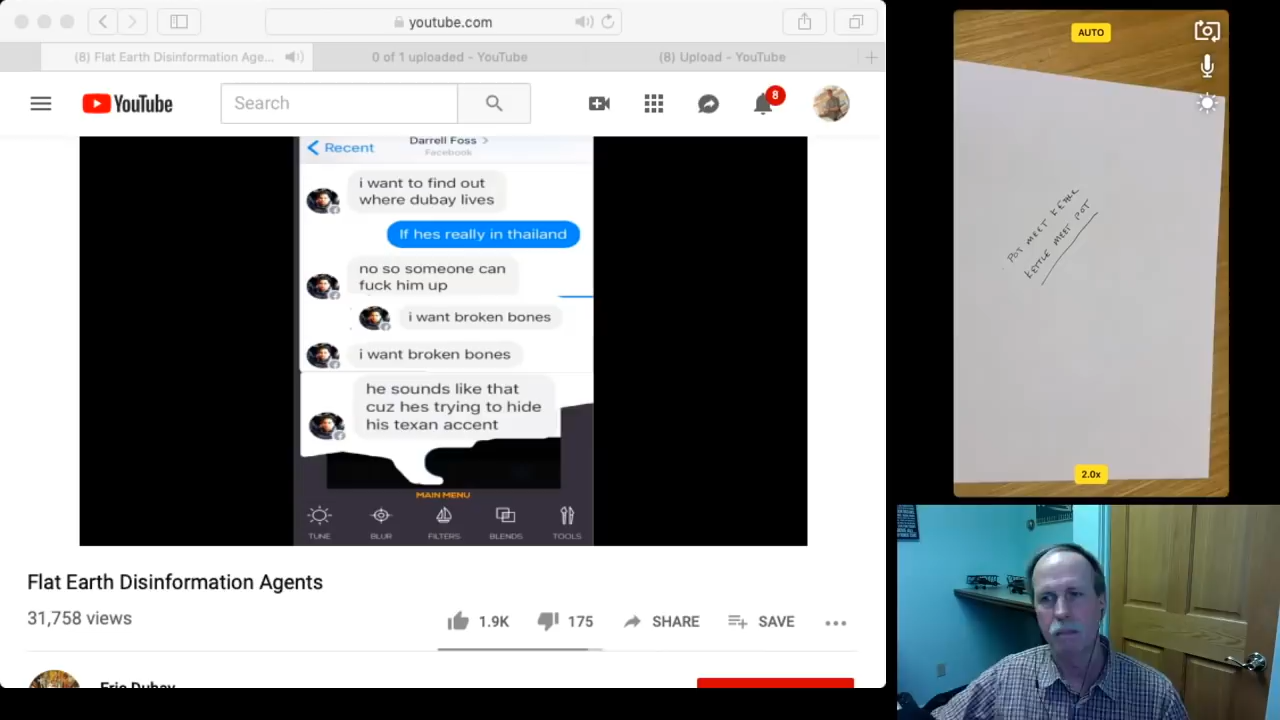 youtube.com
(8) Flat Earth Disinformation Age...
0 of 1 uploaded - YouTube
(8) Upload - YouTube
YouTube
Search
8
Recent
Darrell Foss
Facebook
i want to find out
where dubay lives
If hes really in thailand
no so someone can
fuck him up
i want broken bones
i want broken bones
he sounds like that
cuz hes trying to hide
his texan accent
MAIN MENU
TUNE
BLUR
FILTERS
BLENDS
TOOLS
Flat Earth Disinformation Agents
31,758 views
1.9K
175
SHARE
SAVE
Eric Dubay
AUTO
POT MEET KETTLE
KETTLE MEET POT
2.0x